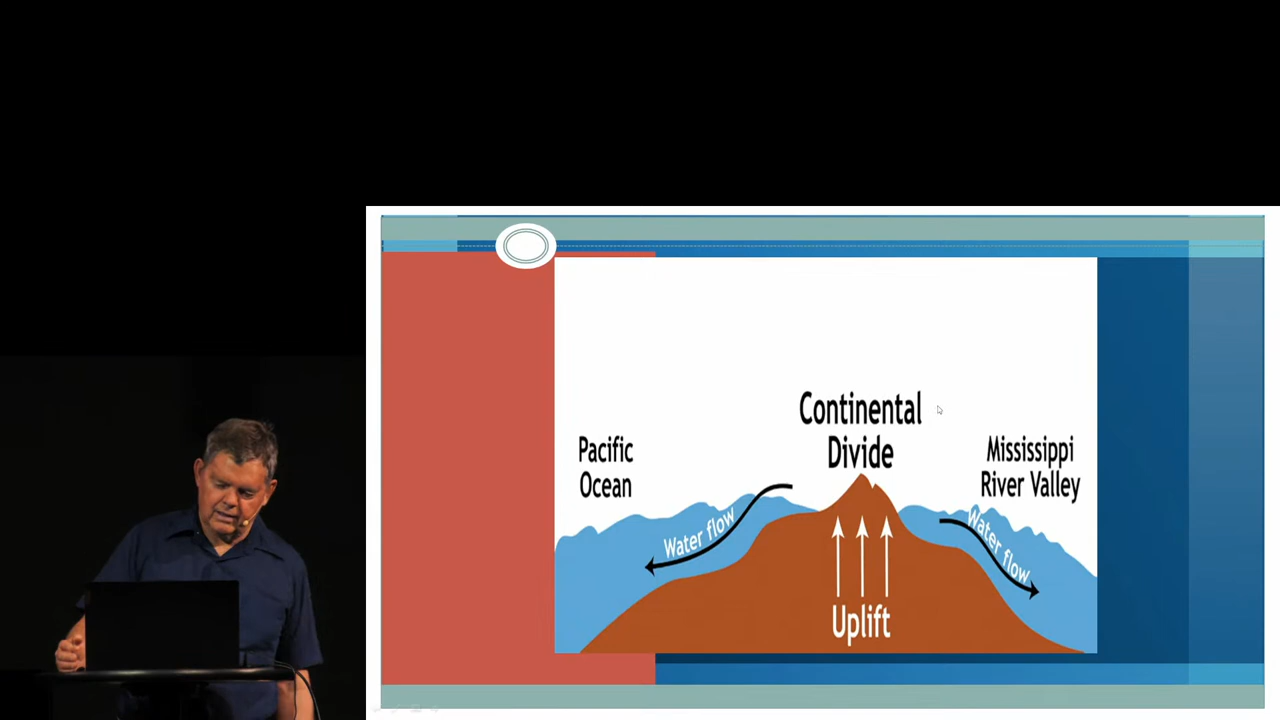 Continental
Divide
Pacific
Ocean
Mississippi
River Valley
Water flow
Water flow
Uplift